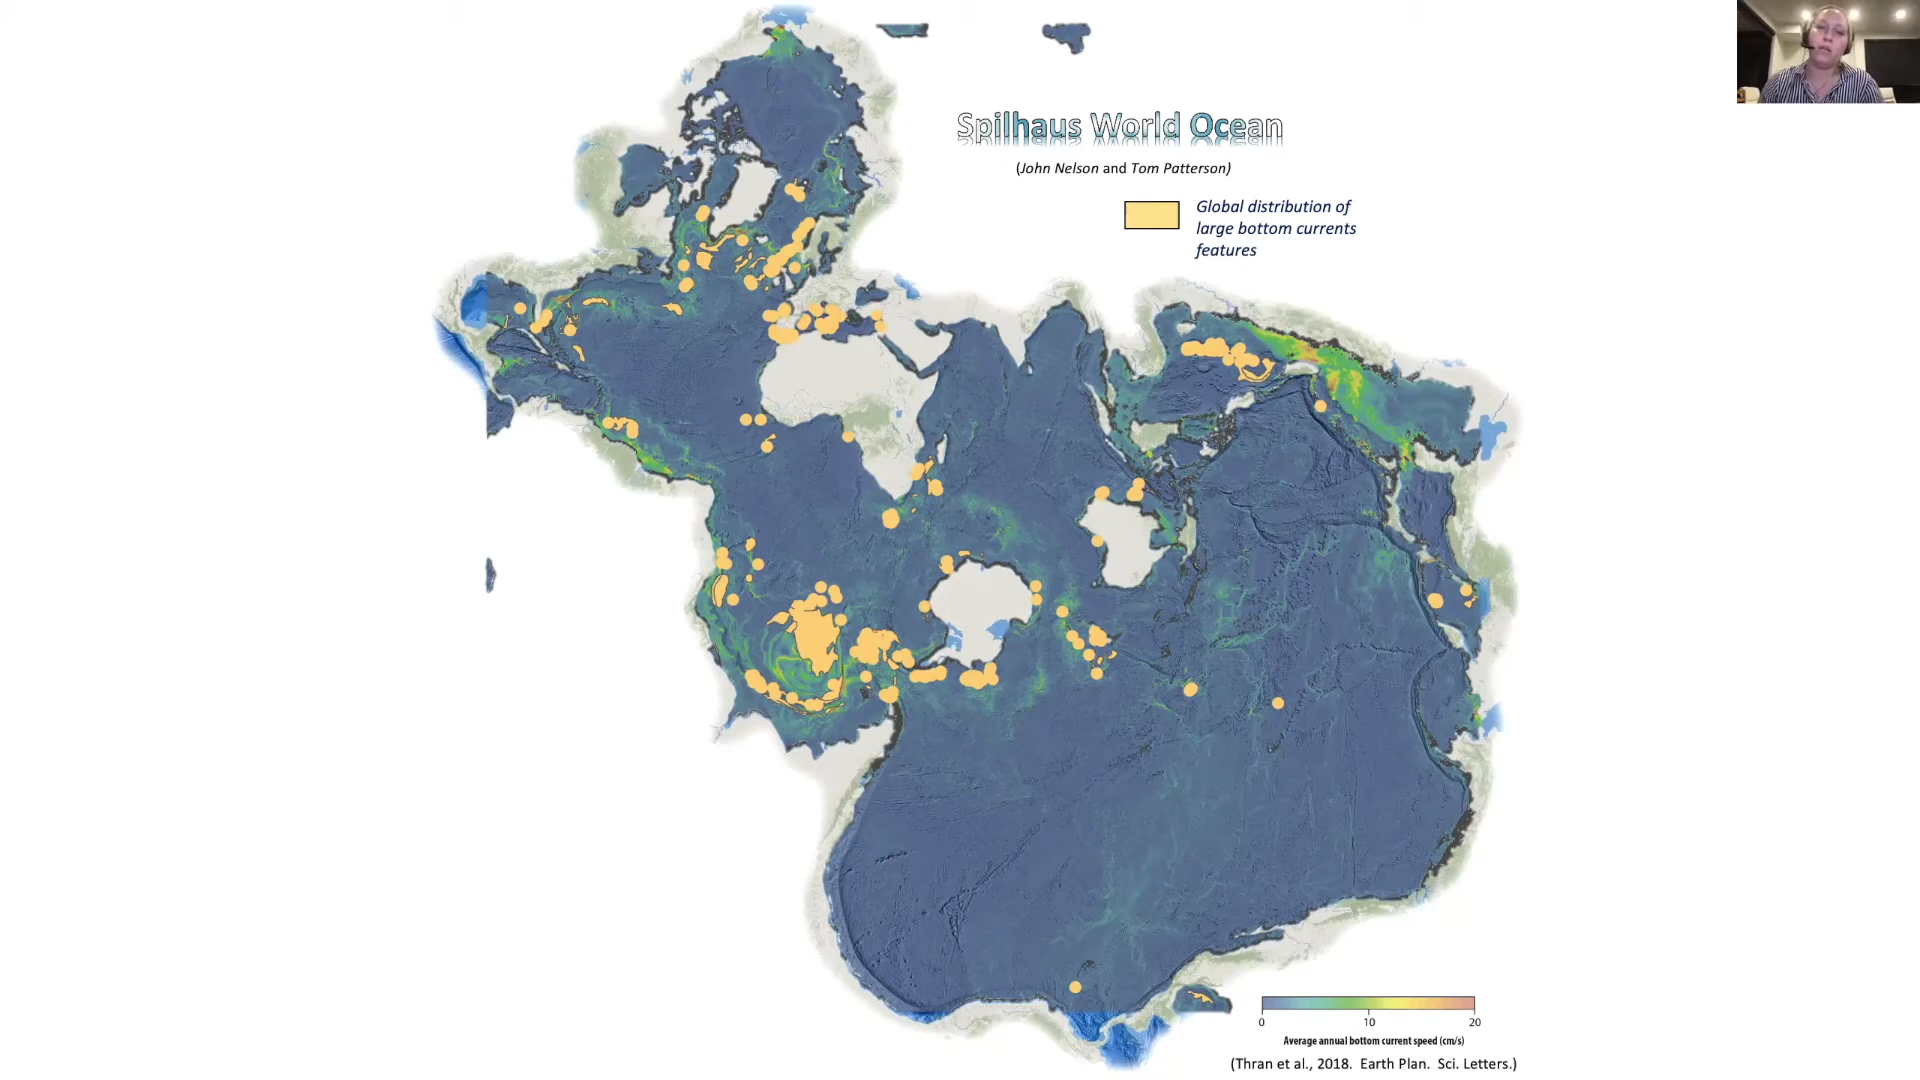 Spilhaus World Ocean
(John Nelson and Tom Patterson)
Global distribution of
large bottom currents
features
0 10 20
Average annual bottom current speed (cm/s)
(Thran et al., 2018. Earth Plan. Sci. Letters.)